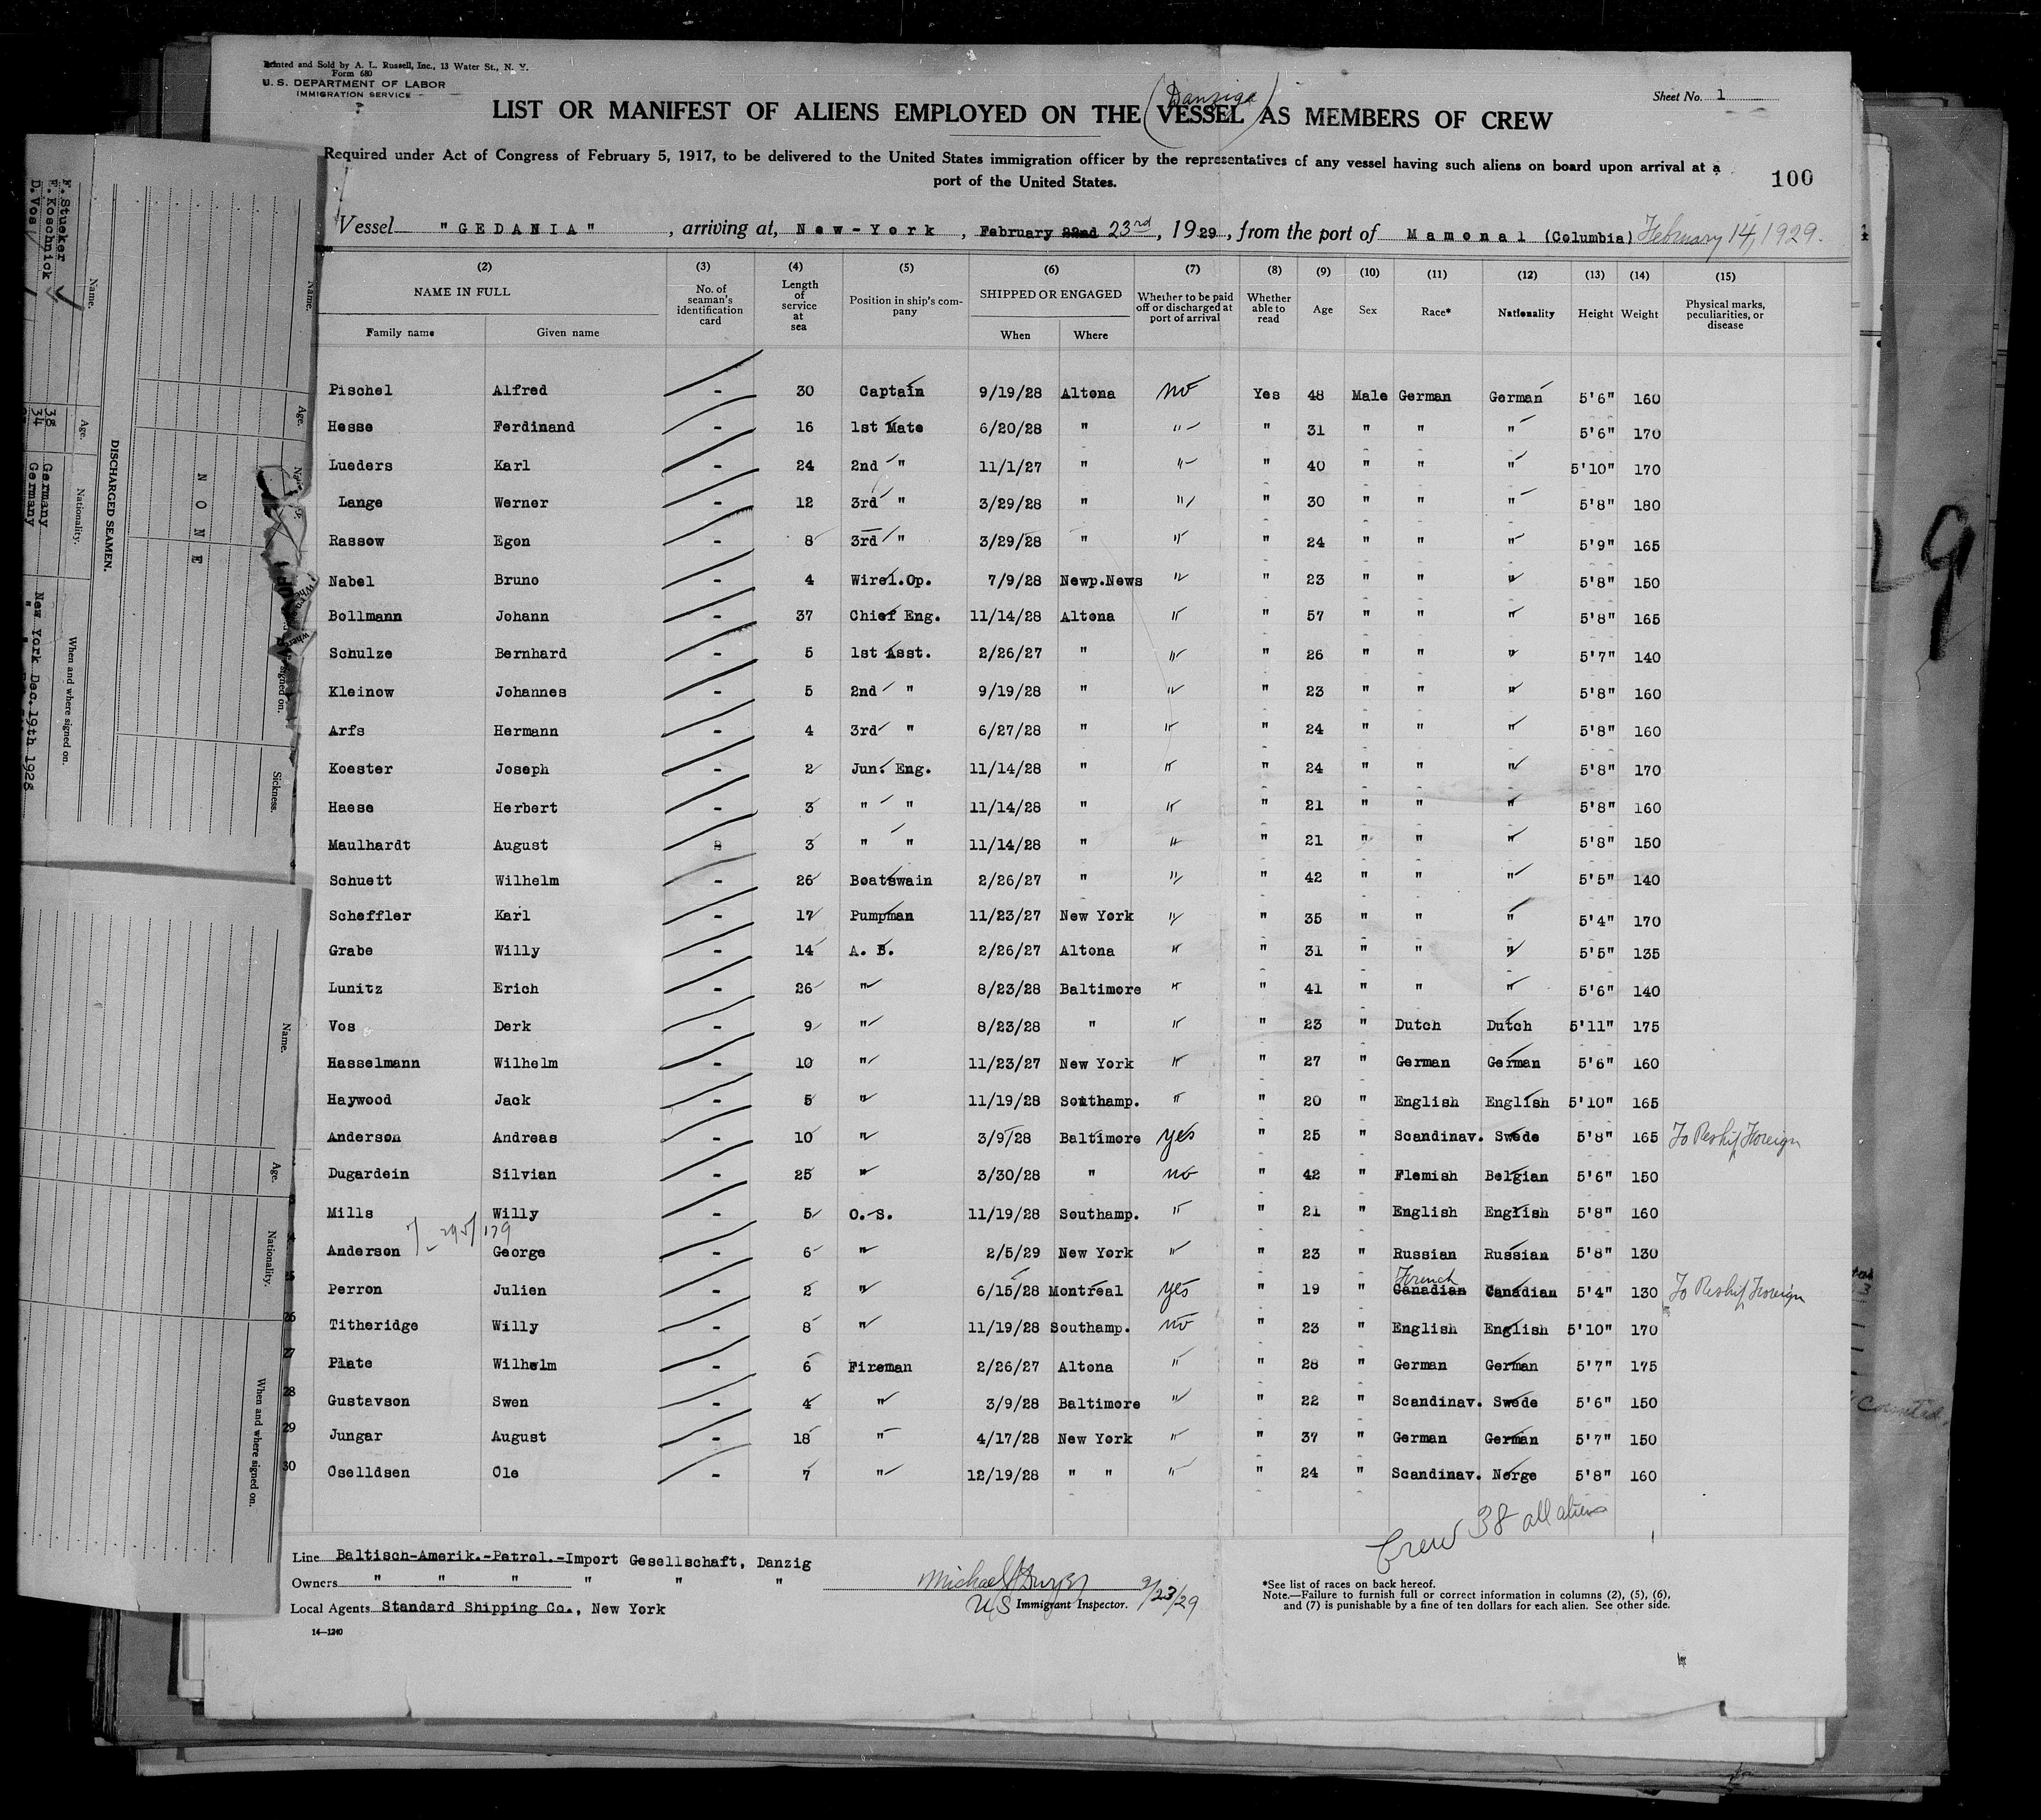 Printed and Sold by A. L. Russell, Inc., 13 Water St., N. Y.
Form 680
U. S. DEPARTMENT OF LABOR
IMMIGRATION SERVICE
Sheet No. 1
(Danziga)
LIST OR MANIFEST OF ALIENS EMPLOYED ON THE VESSEL AS MEMBERS OF CREW
Required under Act of Congress of February 5, 1917, to be delivered to the United States immigration officer by the representatives of any vessel having such aliens on board upon arrival at a
port of the United States.
100
Vessel "GEDANIA", arriving at, New-York, February 22nd 23rd, 1929, from the port of Mamonal (Columbia) February 14, 1929.
(2) (3) (4) (5) (6) (7) (8) (9) (10) (11) (12) (13) (14) (15)
NAME IN FULL No. of seaman's identification card Length of service at sea Position in ship's company SHIPPED OR ENGAGED Whether to be paid off or discharged at port of arrival Whether able to read Age Sex Race* Nationality Height Weight Physical marks, peculiarities, or disease
Family name Given name When Where
Pischel Alfred - 30 Captain 9/19/28 Altona no Yes 48 Male German German 5'6" 160
Hesse Ferdinand - 16 1st Mate 6/20/28 " " " 31 " " " 5'6" 170
Lueders Karl - 24 2nd " 11/1/27 " " " 40 " " " 5'10" 170
Lange Werner - 12 3rd " 3/29/28 " " " 30 " " " 5'8" 180
Rassow Egon - 8 3rd " 3/29/28 " " " 24 " " " 5'9" 165
Nabel Bruno - 4 Wirel.Op. 7/9/28 Newp.News " " 23 " " " 5'8" 150
Bollmann Johann - 37 Chief Eng. 11/14/28 Altona " " 57 " " " 5'8" 165
Schulze Bernhard - 5 1st Asst. 2/26/27 " " " 26 " " " 5'7" 140
Kleinow Johannes - 5 2nd " 9/19/28 " " " 23 " " " 5'8" 160
Arfs Hermann - 4 3rd " 6/27/28 " " " 24 " " " 5'8" 160
Koester Joseph - 2 Jun. Eng. 11/14/28 " " " 24 " " " 5'8" 170
Haese Herbert - 3 " " 11/14/28 " " " 21 " " " 5'8" 160
Maulhardt August 3 " " 11/14/28 " " " 21 " " " 5'8" 150
Schuett Wilhelm - 26 Boatswain 2/26/27 " " " 42 " " " 5'5" 140
Scheffler Karl - 17 Pumpman 11/23/27 New York " " 35 " " " 5'4" 170
Grabe Willy - 14 A. B. 2/26/27 Altona " " 31 " " " 5'5" 135
Lunitz Erich - 26 " 8/23/28 Baltimore " " 41 " " " 5'6" 140
Vos Derk - 9 " 8/23/28 " " " 23 " Dutch Dutch 5'11" 175
Hasselmann Wilhelm - 10 " 11/23/27 New York " " 27 " German German 5'6" 160
Haywood Jack - 5 " 11/19/28 Southamp. " " 20 " English English 5'10" 165
Anderson Andreas - 10 " 3/9/28 Baltimore yes " 25 " Scandinav. Swede 5'8" 165 To Reship Foreign
Dugardein Silvian - 25 " 3/30/28 " no " 42 " Flemish Belgian 5'6" 150
Mills Willy - 5 O. S. 11/19/28 Southamp. " " 21 " English English 5'8" 160
Anderson George - 6 " 2/5/29 New York " " 23 " Russian Russian 5'8" 130
French
Perron Julien - 2 " 6/15/28 Montreal yes " 19 " Canadian Canadian 5'4" 130 To Reship Foreign
26 Titheridge Willy - 8 " 11/19/28 Southamp. no " 23 " English English 5'10" 170
27 Plate Wilhelm - 6 Fireman 2/26/27 Altona " " 28 " German German 5'7" 175
28 Gustavson Swen - 4 " 3/9/28 Baltimore " " 22 " Scandinav. Swede 5'6" 150
29 Jungar August - 18 " 4/17/28 New York " " 37 " German German 5'7" 150
30 Oselldsen Ole - 7 " 12/19/28 " " " " 24 " Scandinav. Norge 5'8" 160
Crew 38 all aliens
Line Baltisch-Amerik.-Petrol.-Import Gesellschaft, Danzig
Owners " " " " " "
Local Agents Standard Shipping Co., New York
US Immigrant Inspector. 2/23/29
*See list of races on back hereof.
Note.—Failure to furnish full or correct information in columns (2), (5), (6),
and (7) is punishable by a fine of ten dollars for each alien. See other side.
14—1240
DISCHARGED SEAMEN.
NONE
Name. Age. Nationality. When and where signed on.
F. Stueker 38 Germany New York Dec. 19th 1928
F. Koschnick 34 Germany " "
D. Vos
Name. Age. Sickness.
Name. Age. Nationality. When and where signed on.